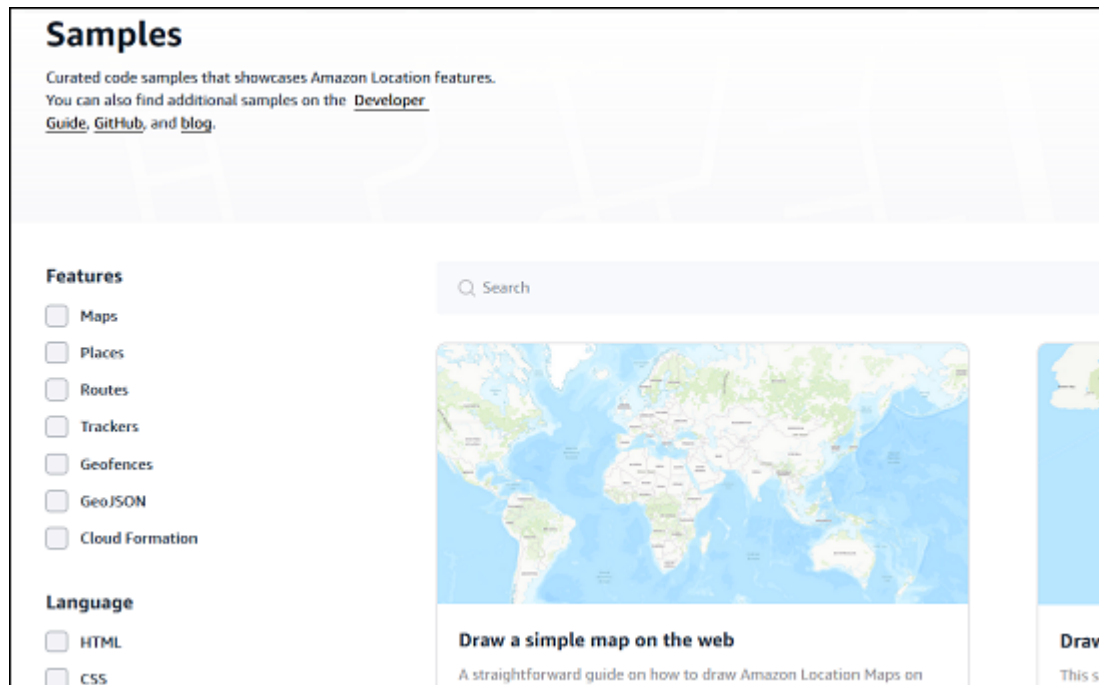 Samples
Curated code samples that showcases Amazon Location features.
You can also find additional samples on the Developer
Guide, GitHub, and blog.
Features
Maps
Places
Routes
Trackers
Geofences
GeoJSON
Cloud Formation
Language
HTML
CSS
Search
Draw a simple map on the web
A straightforward guide on how to draw Amazon Location Maps on
Draw
This s